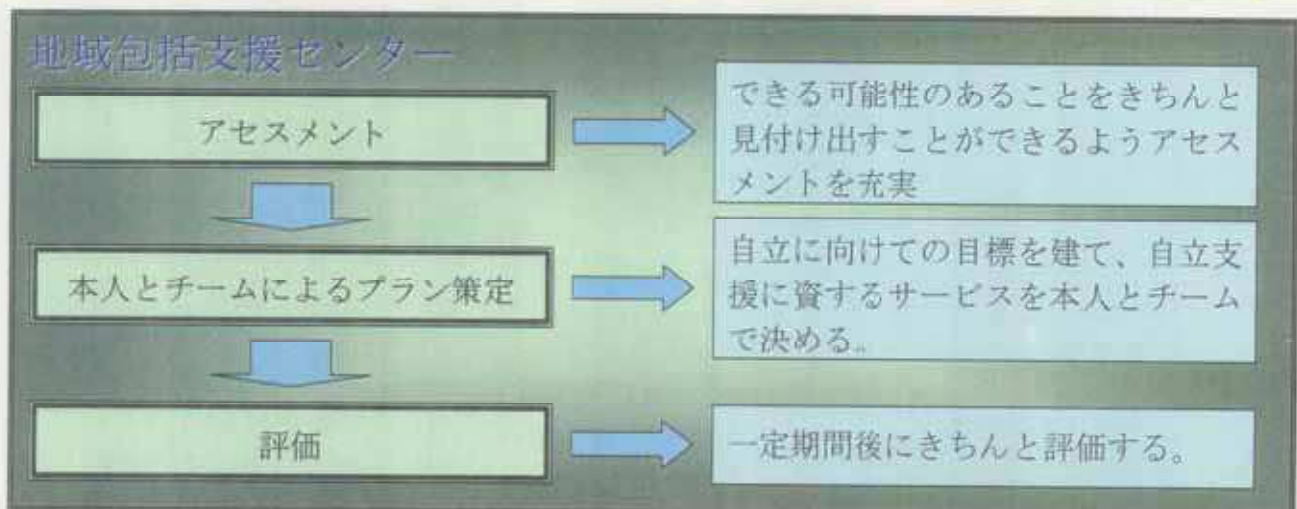 地域包括支援センター
アセスメント
できる可能性のあることをきちんと
見付け出すことができるようアセス
メントを充実
本人とチームによるプラン策定
自立に向けての目標を建て、自立支
援に資するサービスを本人とチーム
で決める。
評価
一定期間後にきちんと評価する。